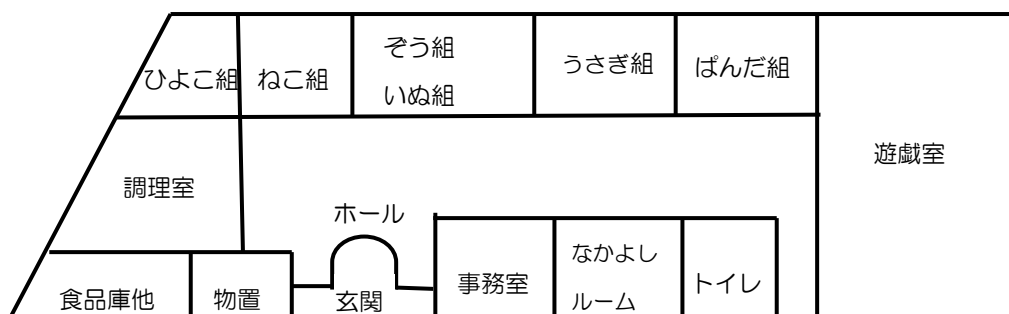 ひよこ組
ねこ組
ぞう組
いぬ組
うさぎ組
ぱんだ組
遊戯室
調理室
ホール
食品庫他
物置
玄関
事務室
なかよし
ルーム
トイレ